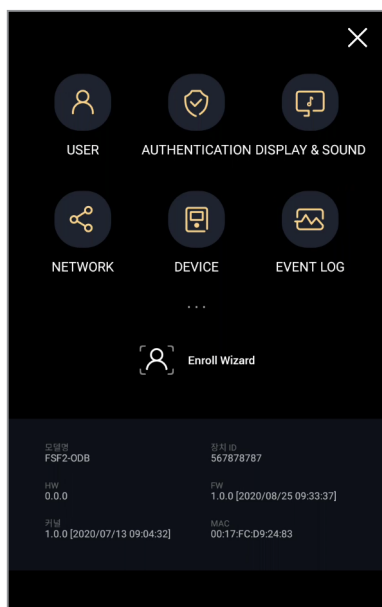 USER
AUTHENTICATION
DISPLAY & SOUND
NETWORK
DEVICE
EVENT LOG
...
Enroll Wizard
모델명
FSF2-ODB
장치 ID
567878787
HW
0.0.0
FW
1.0.0 [2020/08/25 09:33:37]
커널
1.0.0 [2020/07/13 09:04:32]
MAC
00:17:FC:D9:24:83